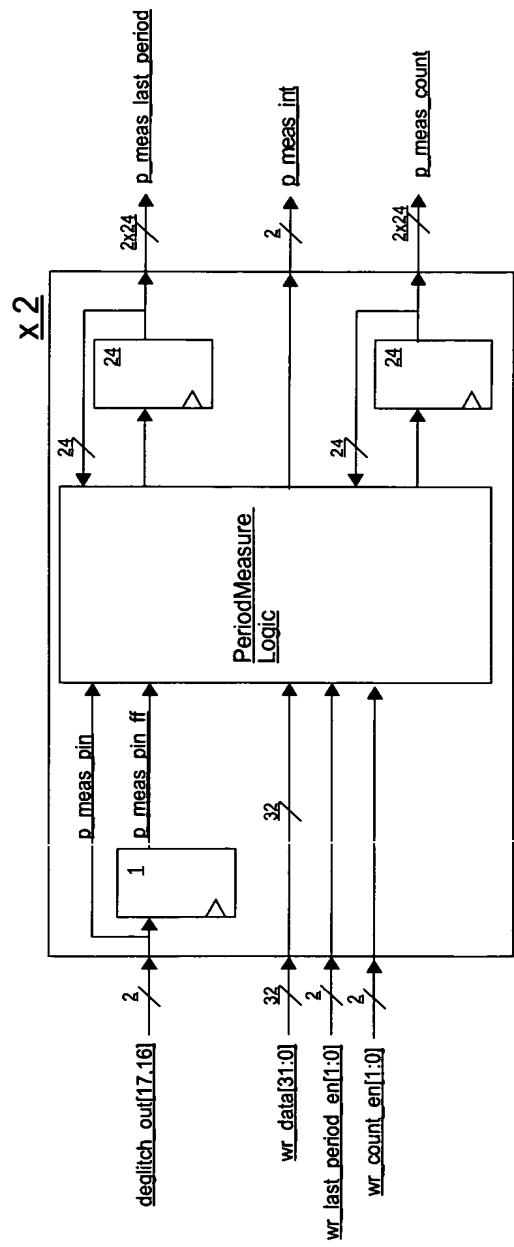 x 2
deglitch_out[17.16]
2
p_meas_pin
1
p_meas_pin_ff
wr_data[31:0]
32
32
wr_last_period_en[1:0]
2
wr_count_en[1:0]
2
PeriodMeasure
Logic
24
24
2x24
p_meas_last_period
2
p_meas_int
24
24
2x24
p_meas_count